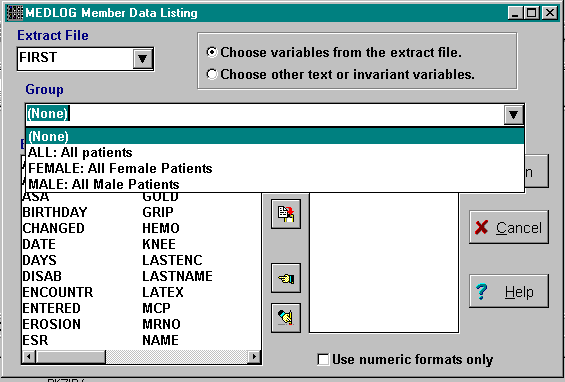 MEDLOG Member Data Listing
Extract File
FIRST
Choose variables from the extract file.
Choose other text or invariant variables.
Group
(None)
(None)
ALL: All patients
FEMALE: All Female Patients
MALE: All Male Patients
ASA GOLD
BIRTHDAY GRIP
CHANGED HEMO
DATE KNEE
DAYS LASTENC
DISAB LASTNAME
ENCOUNTR LATEX
ENTERED MCP
EROSION MRNO
ESR NAME
Cancel
? Help
Use numeric formats only